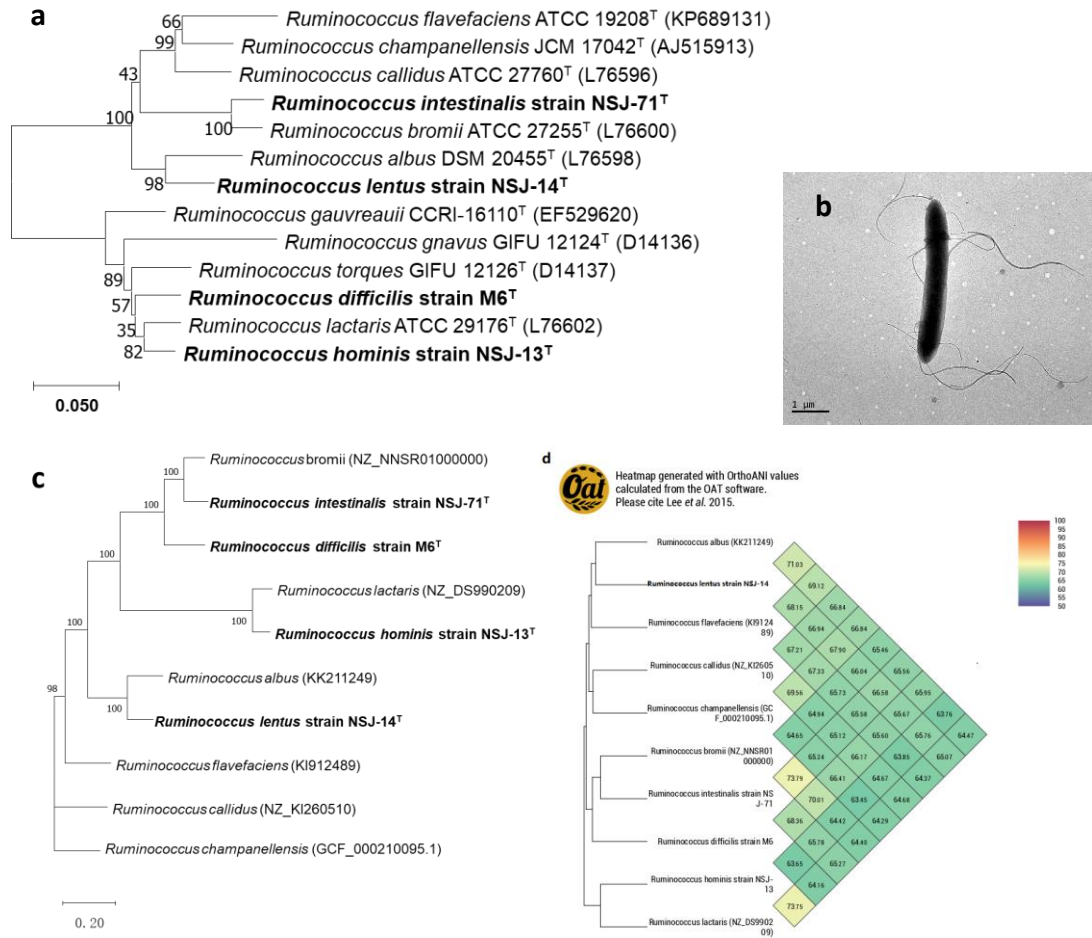 a
66
Ruminococcus flavefaciens ATCC 19208ᵀ (KP689131)
99
Ruminococcus champanellensis JCM 17042ᵀ (AJ515913)
43
Ruminococcus callidus ATCC 27760ᵀ (L76596)
100
Ruminococcus intestinalis strain NSJ-71ᵀ
100
Ruminococcus bromii ATCC 27255ᵀ (L76600)
Ruminococcus albus DSM 20455ᵀ (L76598)
98
Ruminococcus lentus strain NSJ-14ᵀ
Ruminococcus gauvreauii CCRI-16110ᵀ (EF529620)
Ruminococcus gnavus GIFU 12124ᵀ (D14136)
89
Ruminococcus torques GIFU 12126ᵀ (D14137)
57
Ruminococcus difficilis strain M6ᵀ
35
Ruminococcus lactaris ATCC 29176ᵀ (L76602)
82
Ruminococcus hominis strain NSJ-13ᵀ
0.050
b
1 μm
c
100
Ruminococcus bromii (NZ_NNSR01000000)
100
Ruminococcus intestinalis strain NSJ-71ᵀ
100
Ruminococcus difficilis strain M6ᵀ
Ruminococcus lactaris (NZ_DS990209)
100
Ruminococcus hominis strain NSJ-13ᵀ
98
Ruminococcus albus (KK211249)
100
Ruminococcus lentus strain NSJ-14ᵀ
Ruminococcus flavefaciens (KI912489)
Ruminococcus callidus (NZ_KI260510)
Ruminococcus champanellensis (GCF_000210095.1)
0.20
d
Oat
Heatmap generated with OrthoANI values
calculated from the OAT software.
Please cite Lee et al. 2015.
100
95
90
85
80
75
70
65
60
55
50
Ruminococcus albus (KK211249)
Ruminococcus lentus strain NSJ-14
Ruminococcus flavefaciens (KI9124
89)
Ruminococcus callidus (NZ_KI2605
10)
Ruminococcus champanellensis (GC
F_000210095.1)
Ruminococcus bromii (NZ_NNSR01
000000)
Ruminococcus intestinalis strain NS
J-71
Ruminococcus difficilis strain M6
Ruminococcus hominis strain NSJ-
13
Ruminococcus lactaris (NZ_DS9902
09)
71.03
69.12
68.15 66.84
66.94 66.84
67.21 67.90 65.46
67.33 66.04 65.56
69.56 65.73 66.58 65.95
64.94 65.58 65.67 63.76
64.65 65.12 65.60 65.76 64.47
65.24 66.17 63.85 65.07
73.79 66.41 64.67 64.37
70.01 63.45 64.68
68.36 64.42 64.29
65.78 64.40
63.65 65.27
64.16
73.75